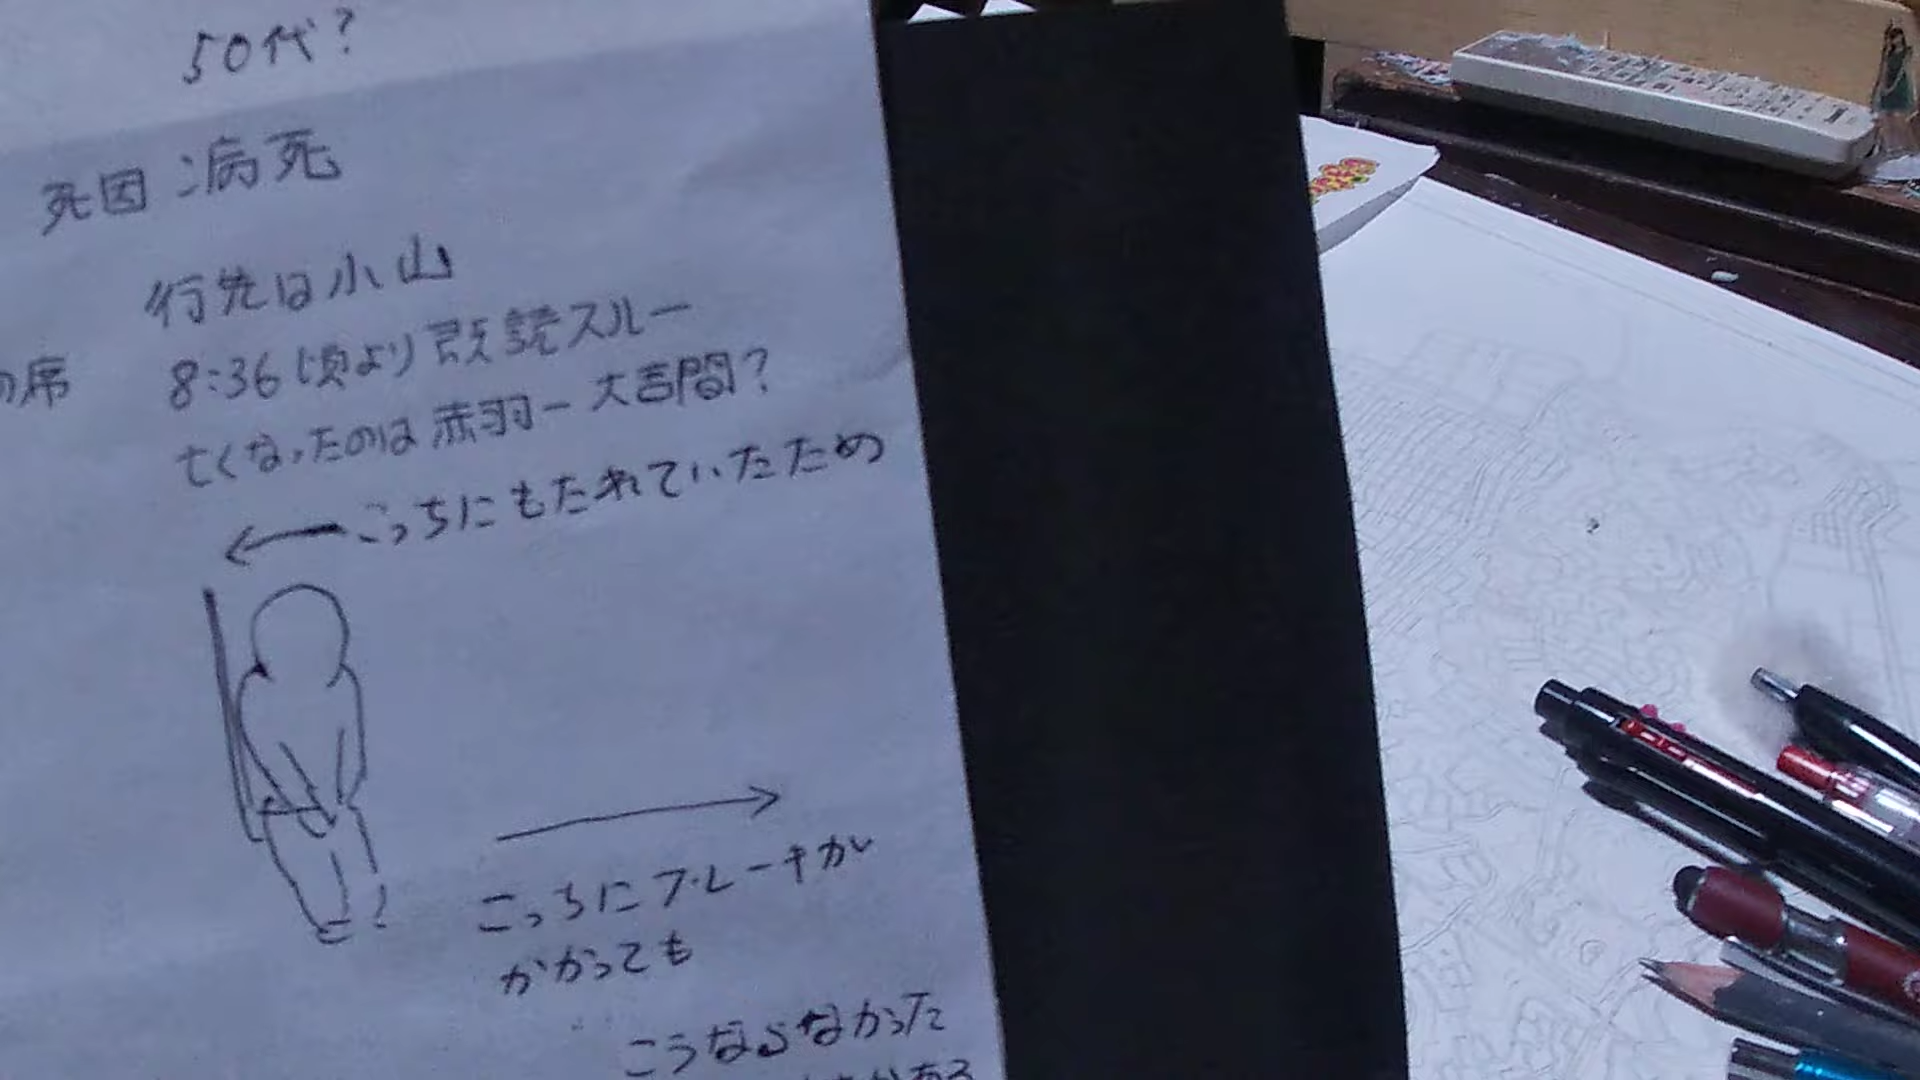 50代?
死因:病死
行先は小山
の席
8:36頃より既読スルー
亡くなったのは赤羽ー大宮間?
←こっちにもたれていたため
→
こっちにブレーキが
かかっても
こうならなかった
がある